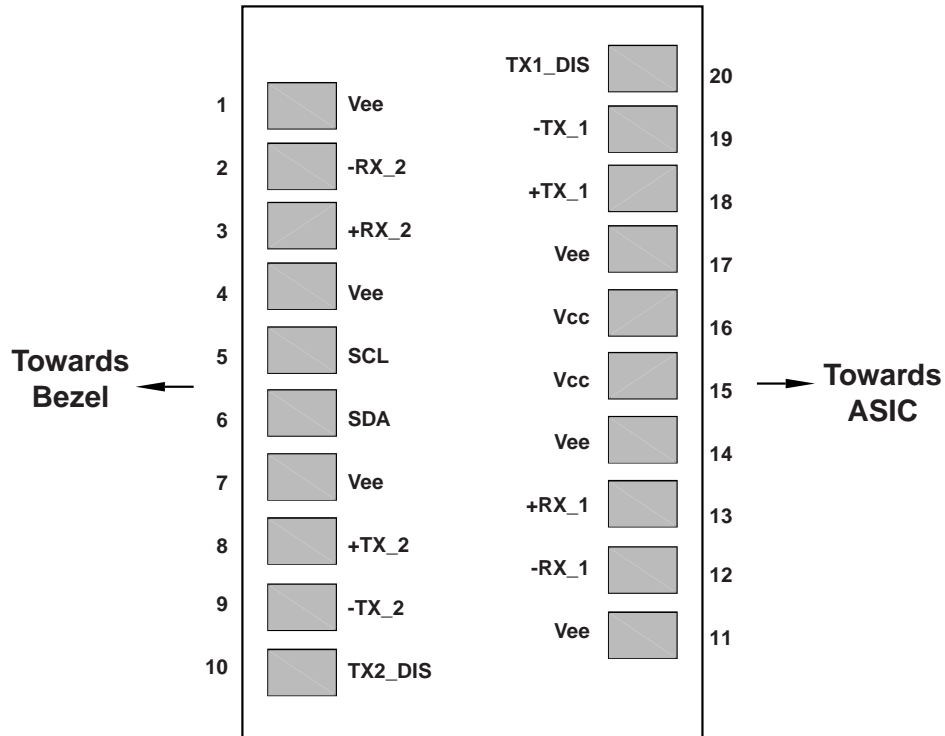 1 Vee
2 -RX_2
3 +RX_2
4 Vee
5 SCL
6 SDA
7 Vee
8 +TX_2
9 -TX_2
10 TX2_DIS
TX1_DIS 20
-TX_1 19
+TX_1 18
Vee 17
Vcc 16
Vcc 15
Vee 14
+RX_1 13
-RX_1 12
Vee 11
Towards
Bezel
Towards
ASIC